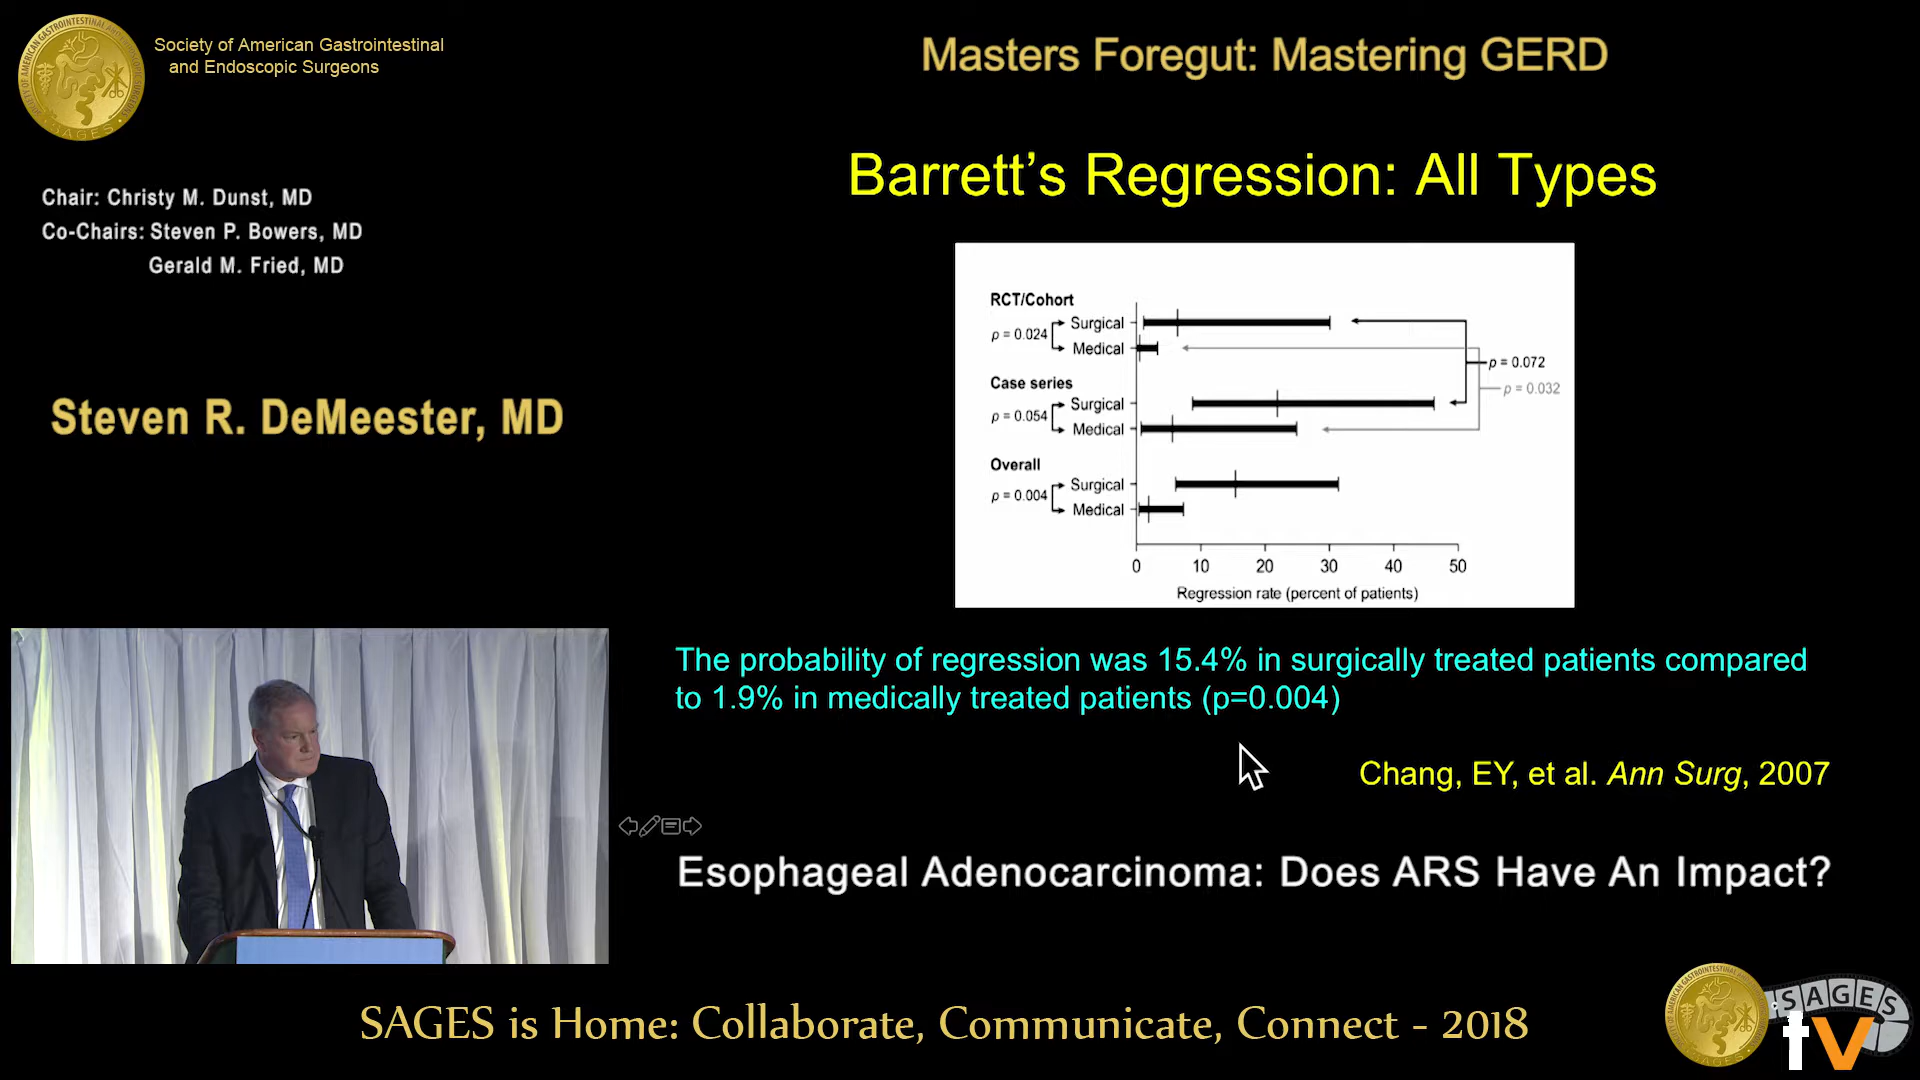 Society of American Gastrointestinal
and Endoscopic Surgeons
Masters Foregut: Mastering GERD
Chair: Christy M. Dunst, MD
Co-Chairs: Steven P. Bowers, MD
Gerald M. Fried, MD
Steven R. DeMeester, MD
Barrett's Regression: All Types
RCT/Cohort
p = 0.024
Surgical
Medical
Case series
p = 0.054
Surgical
Medical
Overall
p = 0.004
Surgical
Medical
p = 0.072
p = 0.032
0 10 20 30 40 50
Regression rate (percent of patients)
The probability of regression was 15.4% in surgically treated patients compared
to 1.9% in medically treated patients (p=0.004)
Chang, EY, et al. Ann Surg, 2007
Esophageal Adenocarcinoma: Does ARS Have An Impact?
SAGES is Home: Collaborate, Communicate, Connect - 2018
SAGES
tv